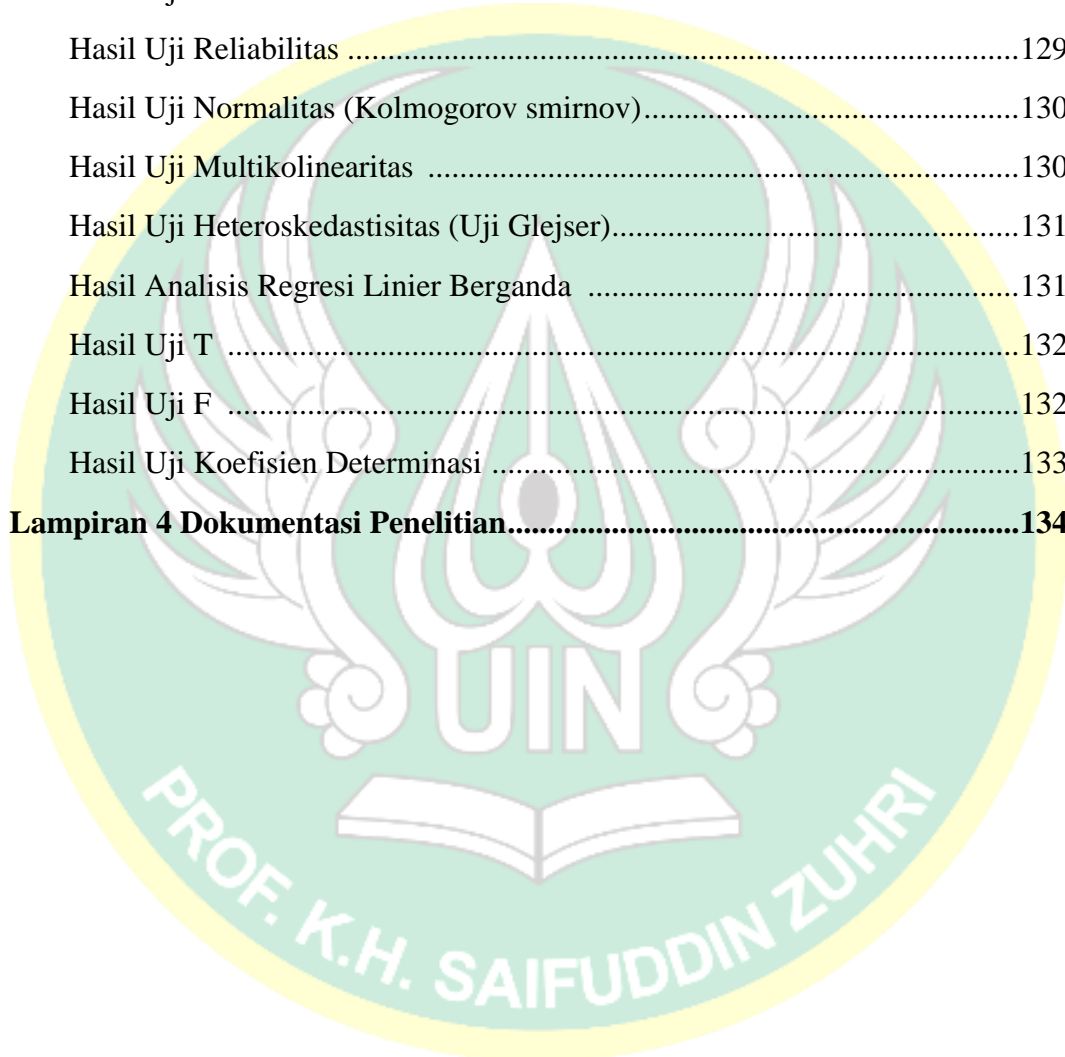 Hasil Uji Reliabilitas ..........................................................................................129
Hasil Uji Normalitas (Kolmogorov smirnov)..................................................130
Hasil Uji Multikolinearitas ..............................................................................130
Hasil Uji Heteroskedastisitas (Uji Glejser)......................................................131
Hasil Analisis Regresi Linier Berganda .........................................................131
Hasil Uji T ......................................................................................................132
Hasil Uji F ......................................................................................................132
Hasil Uji Koefisien Determinasi .....................................................................133
Lampiran 4 Dokumentasi Penelitian................................................................134
UIN
PROF. K.H. SAIFUDDIN ZUHRI